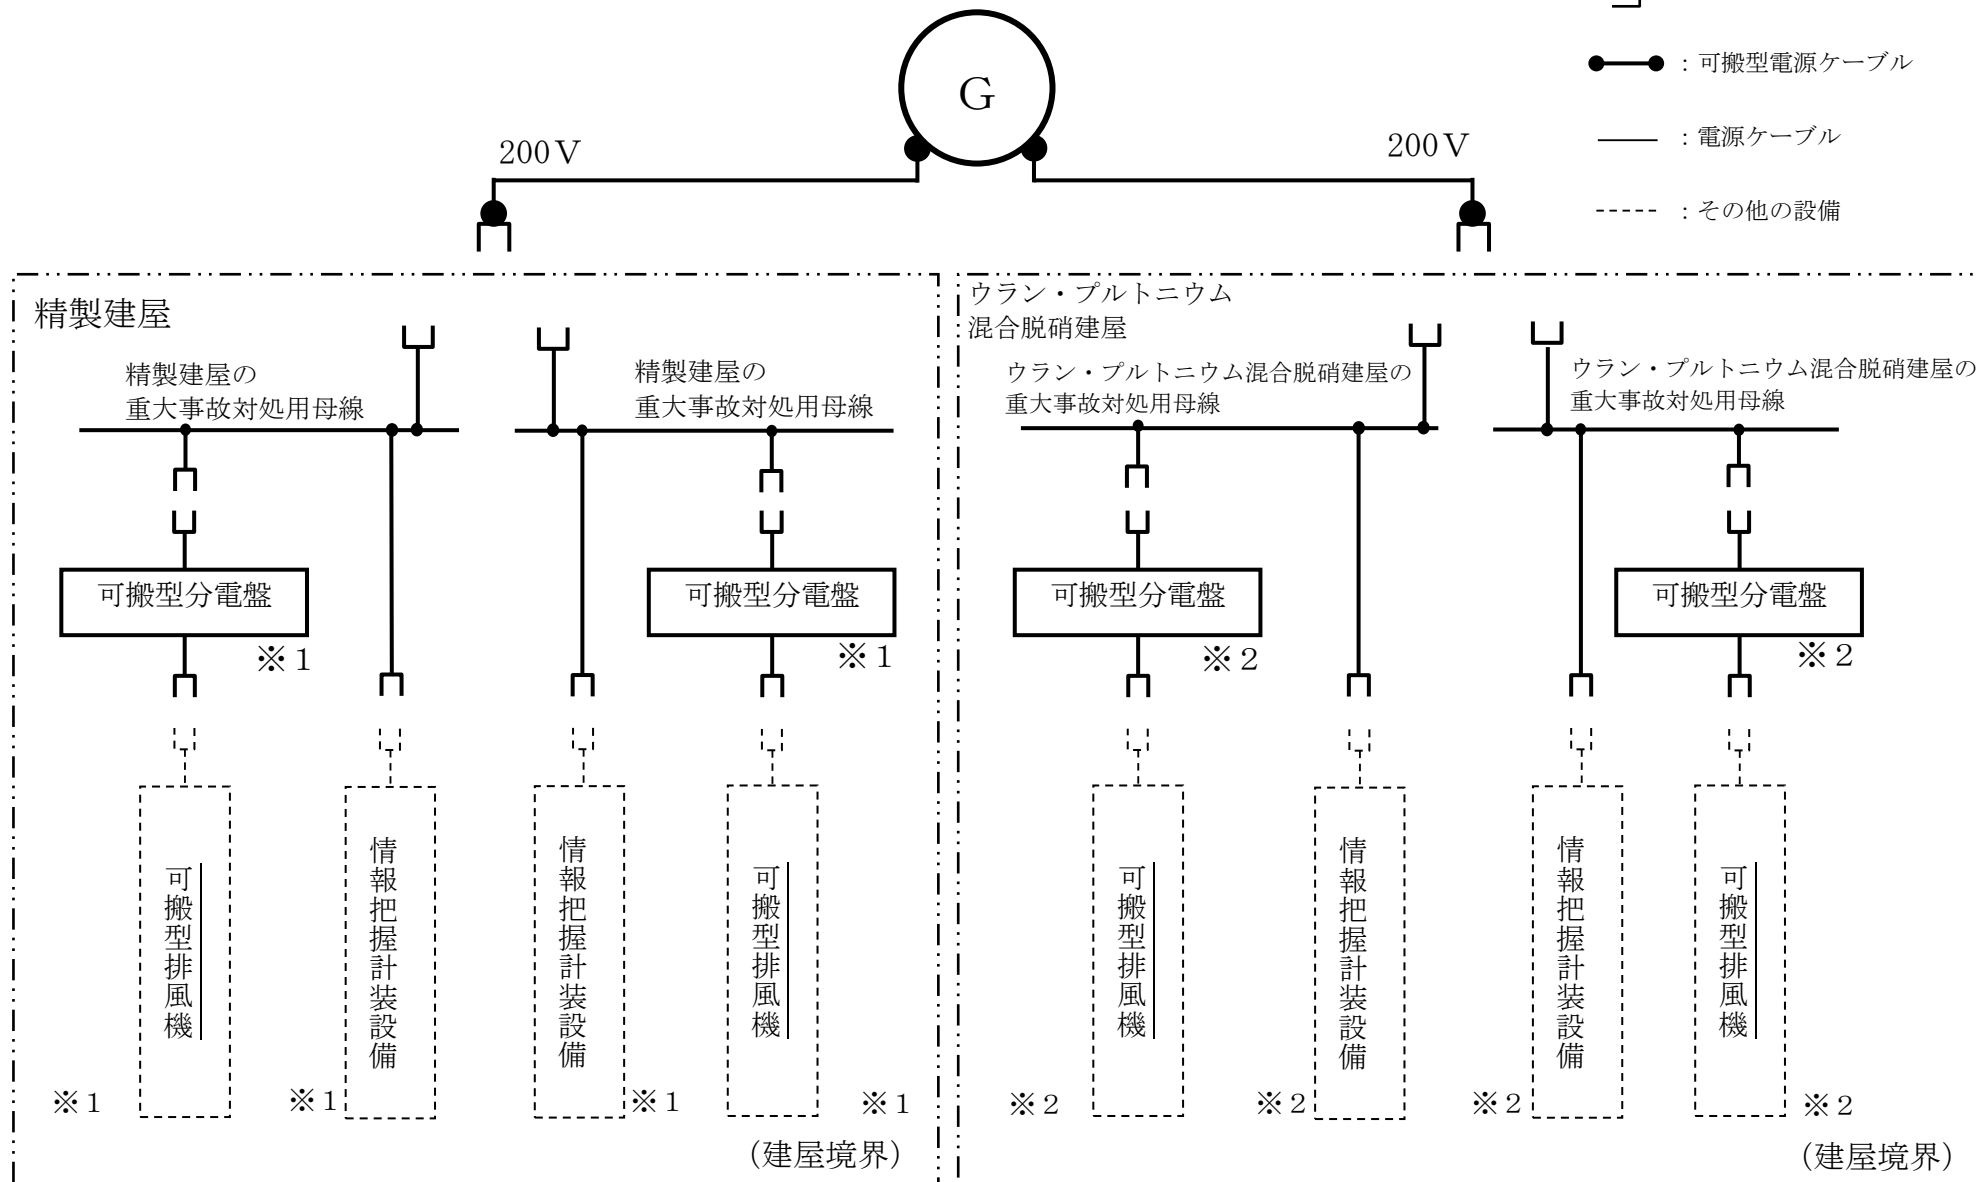 G
200V
200V
：可搬型電源ケーブル
：電源ケーブル
：その他の設備
精製建屋
精製建屋の
重大事故対処用母線
精製建屋の
重大事故対処用母線
可搬型分電盤
※１
可搬型分電盤
※１
可搬型排風機
情報把握計装設備
情報把握計装設備
可搬型排風機
※１
※１
※１
※１
（建屋境界）
ウラン・プルトニウム
混合脱硝建屋
ウラン・プルトニウム混合脱硝建屋の
重大事故対処用母線
ウラン・プルトニウム混合脱硝建屋の
重大事故対処用母線
可搬型分電盤
※２
可搬型分電盤
※２
可搬型排風機
情報把握計装設備
情報把握計装設備
可搬型排風機
※２
※２
※２
※２
（建屋境界）